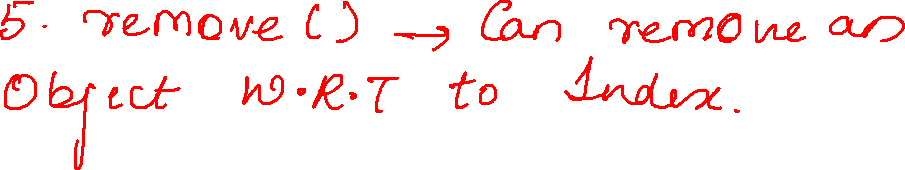 5. remove() → Can remove an
Object W.R.T to Index.